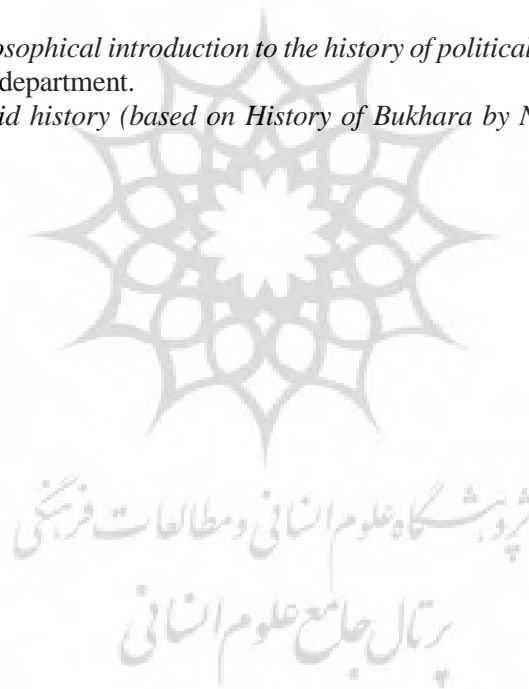 osophical introduction to the history of political
department.
id history (based on History of Bukhara by N
پژوهشگاه علوم انسانی و مطالعات فرهنگی
پرتال جامع علوم انسانی